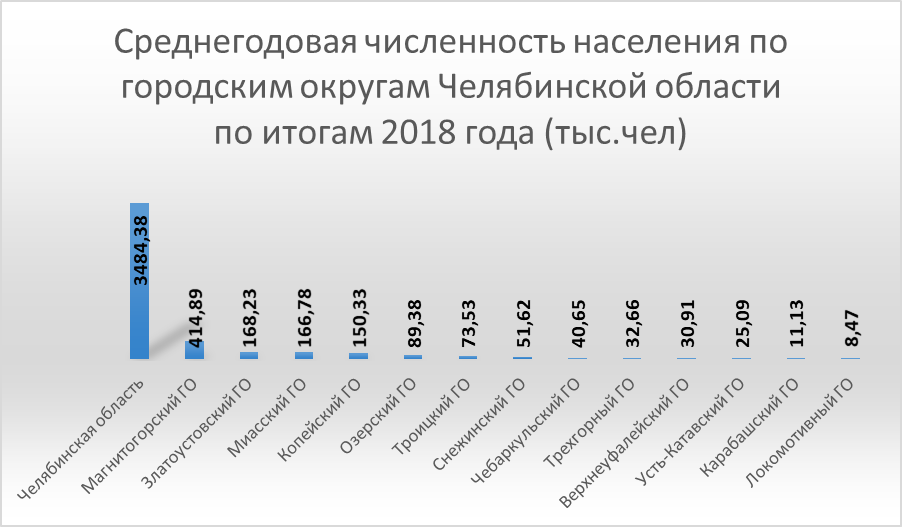 Среднегодовая численность населения по
городским округам Челябинской области
по итогам 2018 года (тыс.чел)
3484,38
414,89
168,23
166,78
150,33
89,38
73,53
51,62
40,65
32,66
30,91
25,09
11,13
8,47
Челябинская область
Магнитогорский ГО
Златоустовский ГО
Миасский ГО
Копейский ГО
Озерский ГО
Троицкий ГО
Снежинский ГО
Чебаркульский ГО
Трехгорный ГО
Верхнеуфалейский ГО
Усть-Катавский ГО
Карабашский ГО
Локомотивный ГО